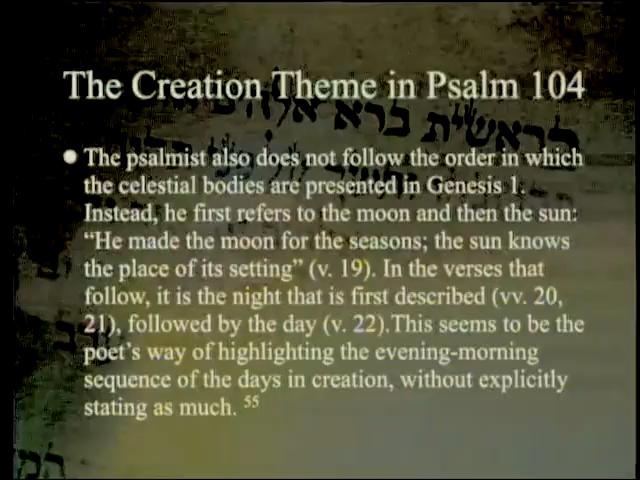 The Creation Theme in Psalm 104
בראשית ברא אלהים
• The psalmist also does not follow the order in which
the celestial bodies are presented in Genesis 1.
Instead, he first refers to the moon and then the sun:
“He made the moon for the seasons; the sun knows
the place of its setting” (v. 19). In the verses that
follow, it is the night that is first described (vv. 20,
21), followed by the day (v. 22).This seems to be the
poet’s way of highlighting the evening-morning
sequence of the days in creation, without explicitly
stating as much. 55